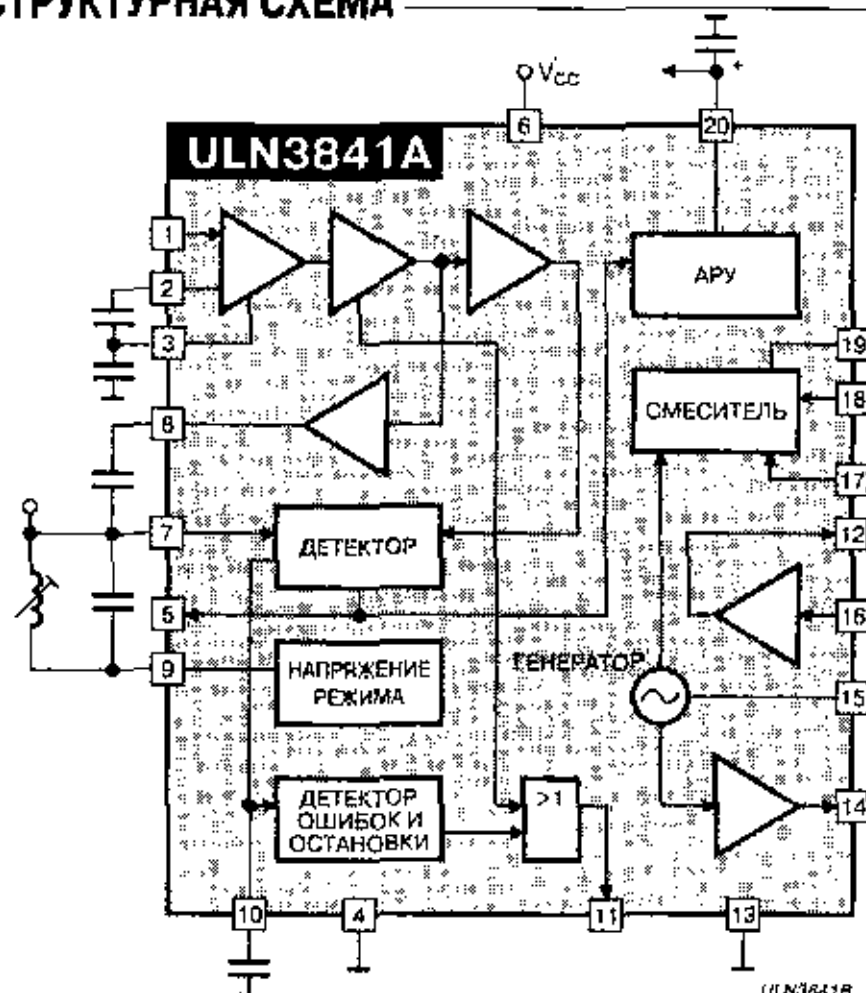 СТРУКТУРНАЯ СХЕМА
VCC
+
6
20
ULN3841A
1
2
3
АРУ
19
18
СМЕСИТЕЛЬ
17
8
7
ДЕТЕКТОР
12
5
16
9
НАПРЯЖЕНИЕ
РЕЖИМА
ГЕНЕРАТОР
15
ДЕТЕКТОР
ОШИБОК И
ОСТАНОВКИ
>1
14
10
4
11
13
ULN3841B